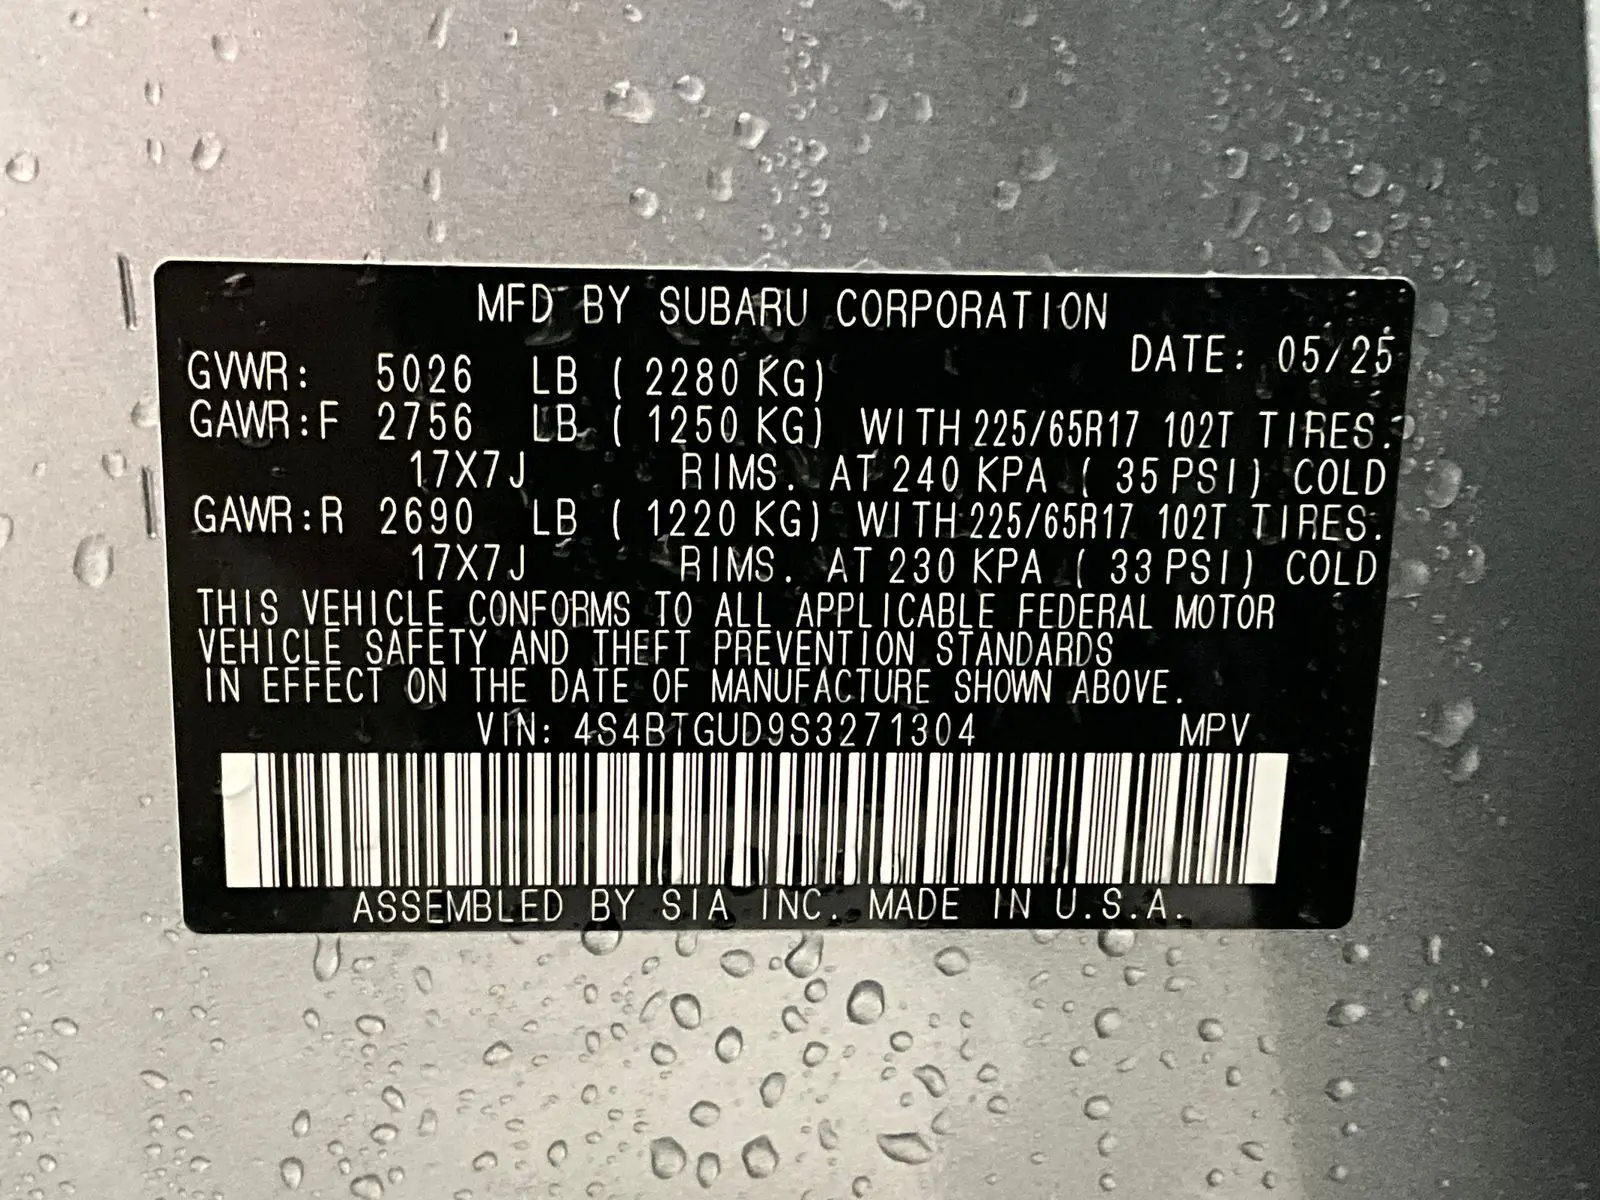 MFD BY SUBARU CORPORATION
DATE: 05/25
GVWR: 5026 LB ( 2280 KG)
GAWR:F 2756 LB ( 1250 KG) WITH 225/65R17 102T TIRES.
17X7J RIMS. AT 240 KPA ( 35 PSI) COLD
GAWR:R 2690 LB ( 1220 KG) WITH 225/65R17 102T TIRES.
17X7J RIMS. AT 230 KPA ( 33 PSI) COLD
THIS VEHICLE CONFORMS TO ALL APPLICABLE FEDERAL MOTOR
VEHICLE SAFETY AND THEFT PREVENTION STANDARDS
IN EFFECT ON THE DATE OF MANUFACTURE SHOWN ABOVE.
VIN: 4S4BTGUD9S3271304 MPV
ASSEMBLED BY SIA INC. MADE IN U.S.A.